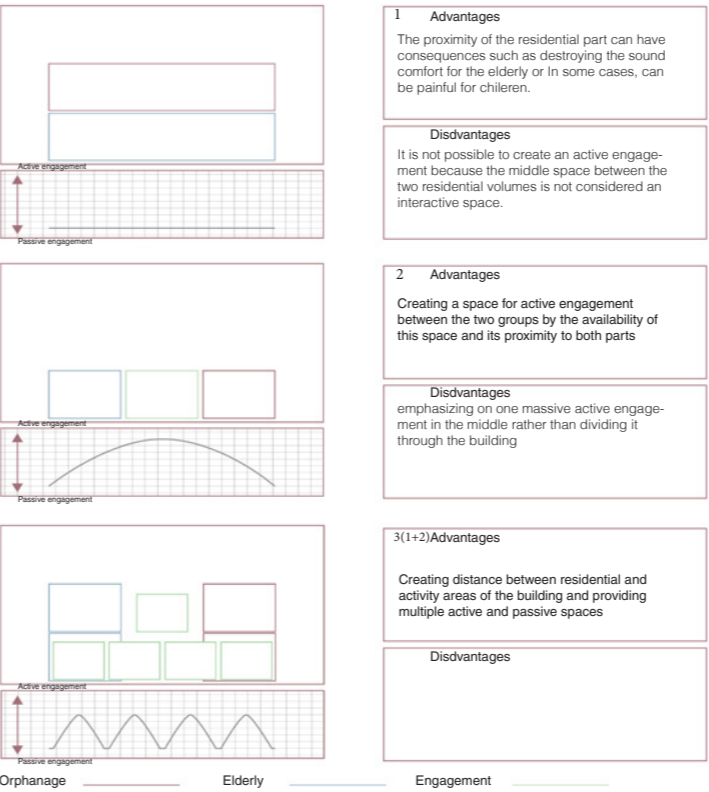 1 Advantages
The proximity of the residential part can have
consequences such as destroying the sound
comfort for the elderly or In some cases, can
be painful for chileren.
Disdvantages
It is not possible to create an active engage-
ment because the middle space between the
two residential volumes is not considered an
interactive space.
Active engagement
Passive engagement
2 Advantages
Creating a space for active engagement
between the two groups by the availability of
this space and its proximity to both parts
Disdvantages
emphasizing on one massive active engage-
ment in the middle rather than dividing it
through the building
Active engagement
Passive engagement
3(1+2)Advantages
Creating distance between residential and
activity areas of the building and providing
multiple active and passive spaces
Disdvantages
Active engagement
Passive engagement
Orphanage Elderly Engagement